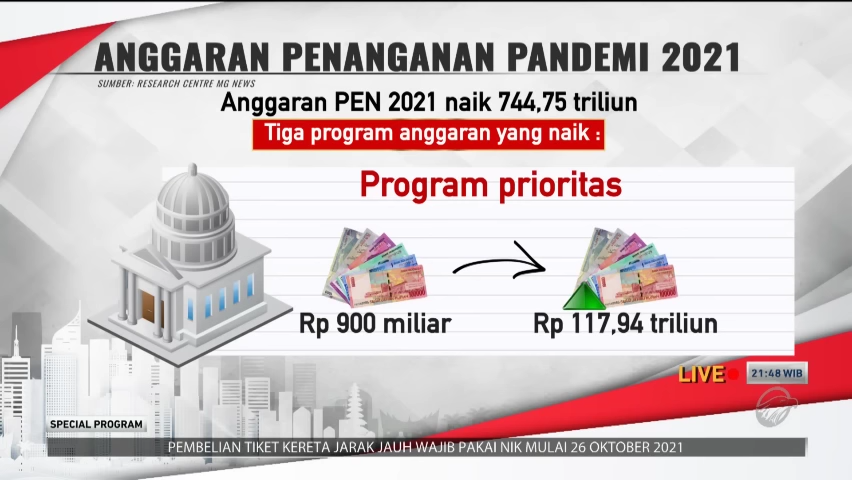 ANGGARAN PENANGANAN PANDEMI 2021
SUMBER: RESEARCH CENTRE MG NEWS
Anggaran PEN 2021 naik 744,75 triliun
Tiga program anggaran yang naik :
Program prioritas
Rp 900 miliar
Rp 117,94 triliun
LIVE
21:48 WIB
SPECIAL PROGRAM
PEMBELIAN TIKET KERETA JARAK JAUH WAJIB PAKAI NIK MULAI 26 OKTOBER 2021